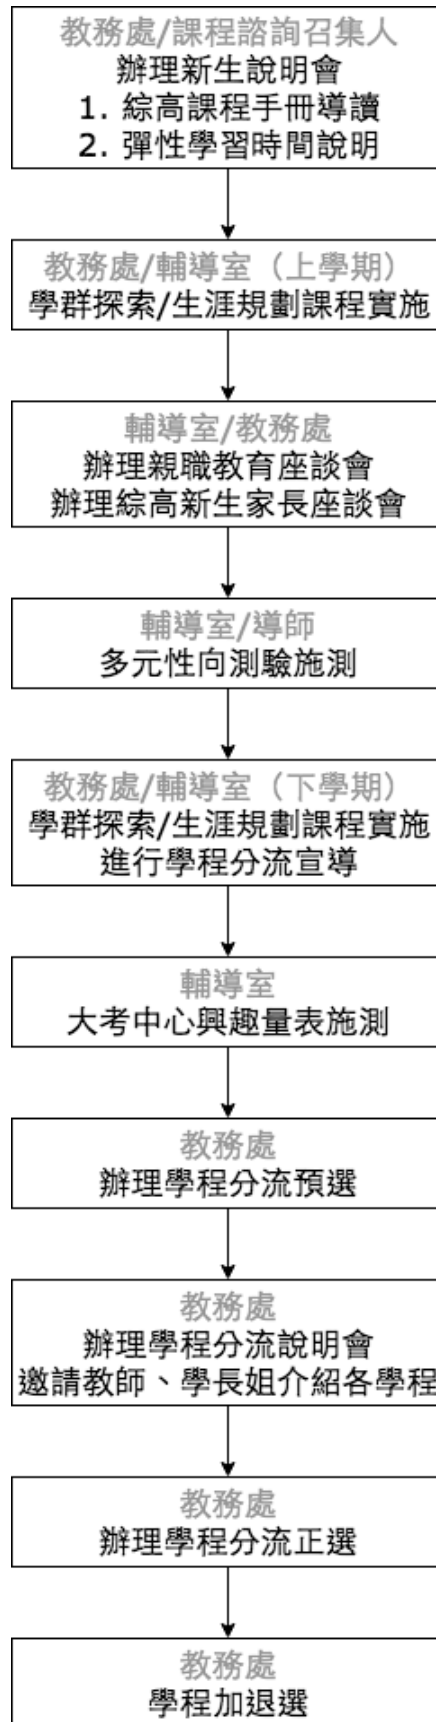 教務處/課程諮詢召集人
辦理新生說明會
1. 綜高課程手冊導讀
2. 彈性學習時間說明
教務處/輔導室（上學期）
學群探索/生涯規劃課程實施
輔導室/教務處
辦理親職教育座談會
辦理綜高新生家長座談會
輔導室/導師
多元性向測驗施測
教務處/輔導室（下學期）
學群探索/生涯規劃課程實施
進行學程分流宣導
輔導室
大考中心興趣量表施測
教務處
辦理學程分流預選
教務處
辦理學程分流說明會
邀請教師、學長姐介紹各學程
教務處
辦理學程分流正選
教務處
學程加退選